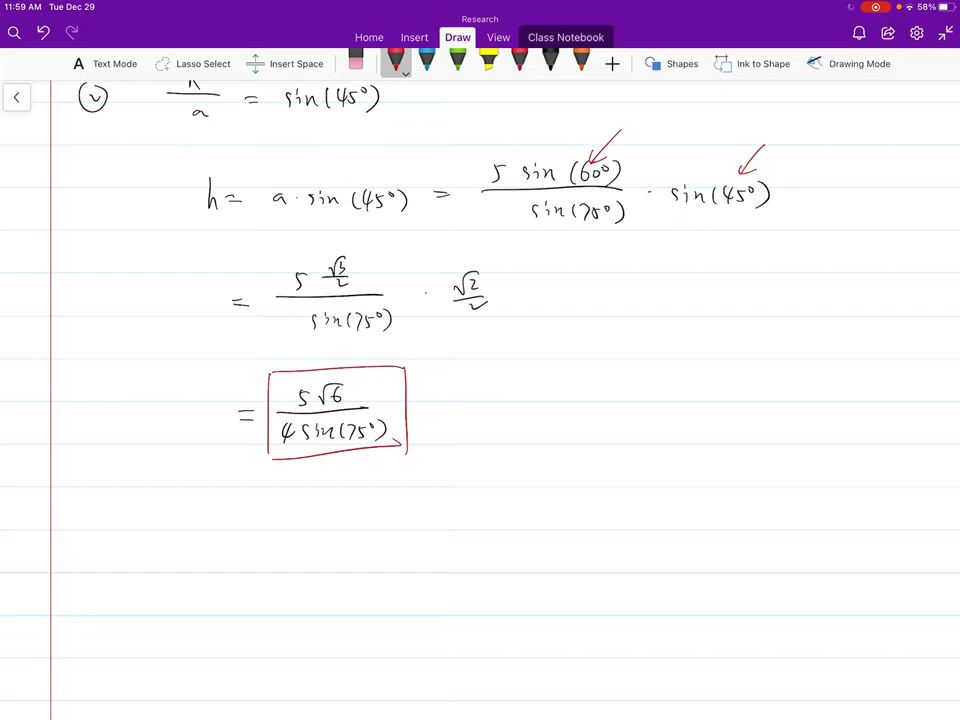 11:59 AM Tue Dec 29
58%
Research
Home Insert Draw View Class Notebook
A Text Mode Lasso Select Insert Space Shapes Ink to Shape Drawing Mode
② h/a = sin(45°)
h = a · sin(45°) = 5 sin(60°)/sin(75°) · sin(45°)
= 5 √3/2 / sin(75°) · √2/2
= 5√6 / 4 sin(75°)